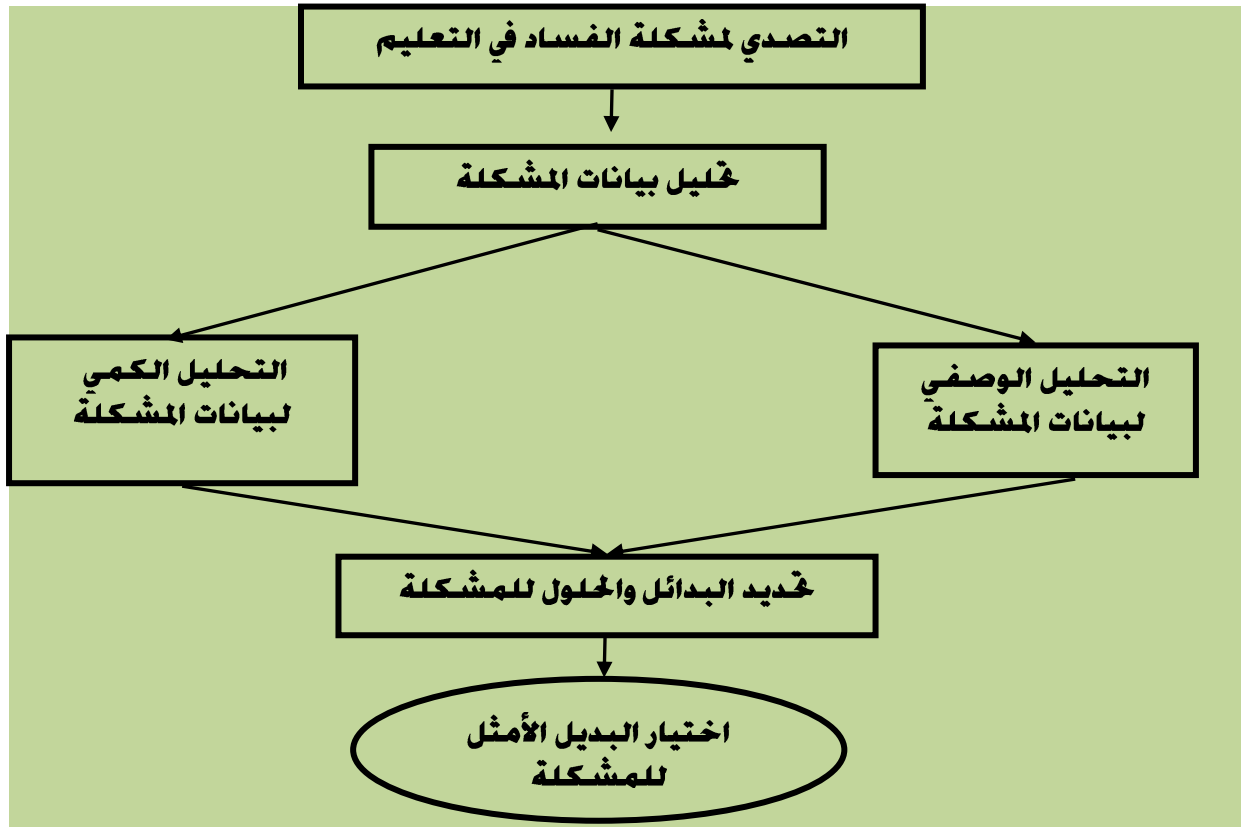 التصدي لمشكلة الفساد في التعليم
تحليل بيانات المشكلة
التحليل الوصفي
لبيانات المشكلة
التحليل الكمي
لبيانات المشكلة
تحديد البدائل والحلول للمشكلة
اختيار البديل الأمثل
للمشكلة